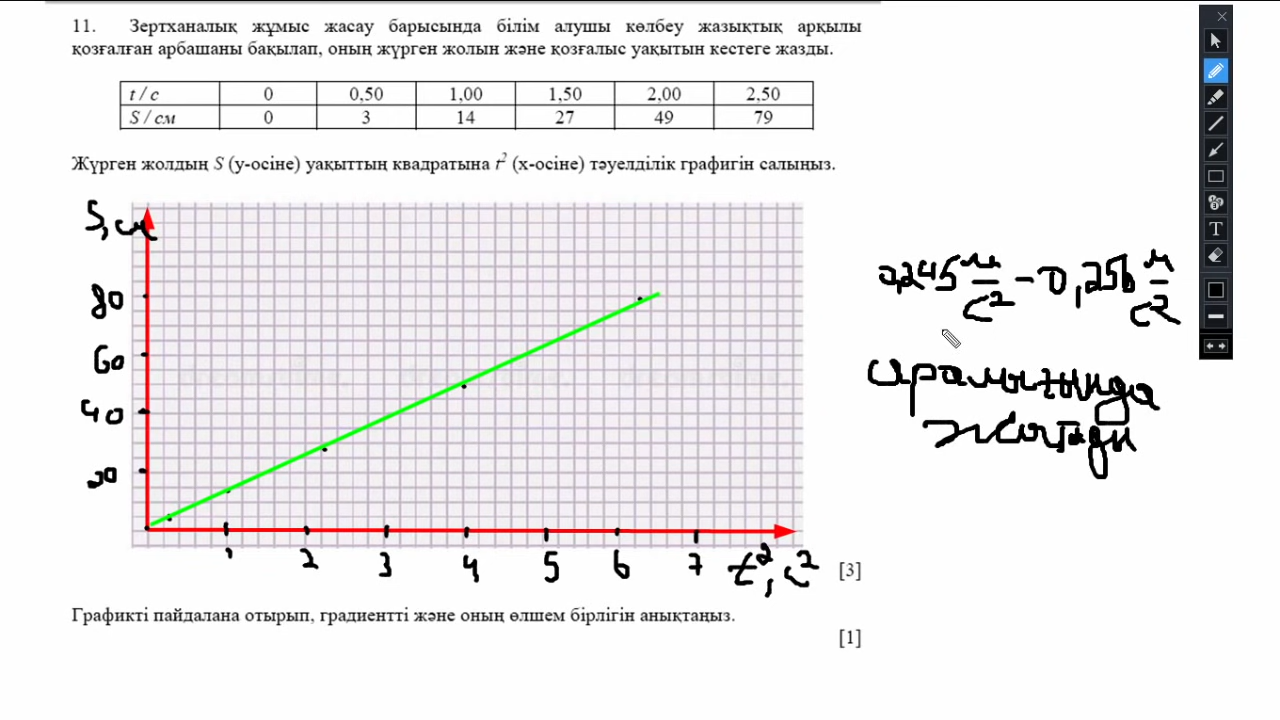 11. Зертханалық жұмыс жасау барысында білім алушы көлбеу жазықтық арқылы
қозғалған арбашаны бақылап, оның жүрген жолын және қозғалыс уақытын кестеге жазды.
t / c 0 0,50 1,00 1,50 2,00 2,50
S / см 0 3 14 27 49 79
Жүрген жолдың S (y-осіне) уақыттың квадратына t² (x-осіне) тәуелділік графигін салыңыз.
S, см
80
60
40
20
1 2 3 4 5 6 7 t², c²
[3]
0,245 м/c² - 0,256 м/c²
аралығында
жатады
Графикті пайдалана отырып, градиентті және оның өлшем бірлігін анықтаңыз.
[1]
T